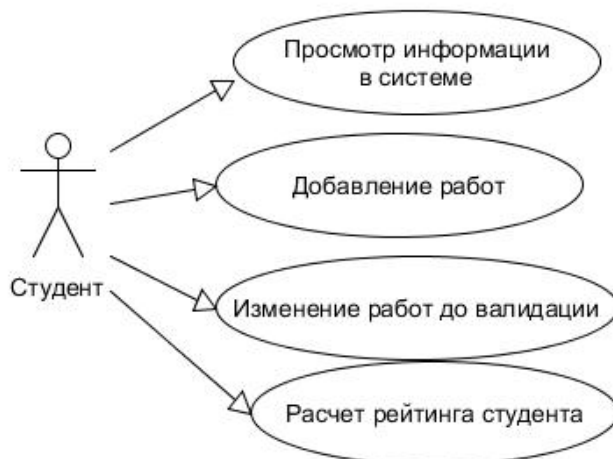 Просмотр информации
в системе
Добавление работ
Студент
Изменение работ до валидации
Расчет рейтинга студента